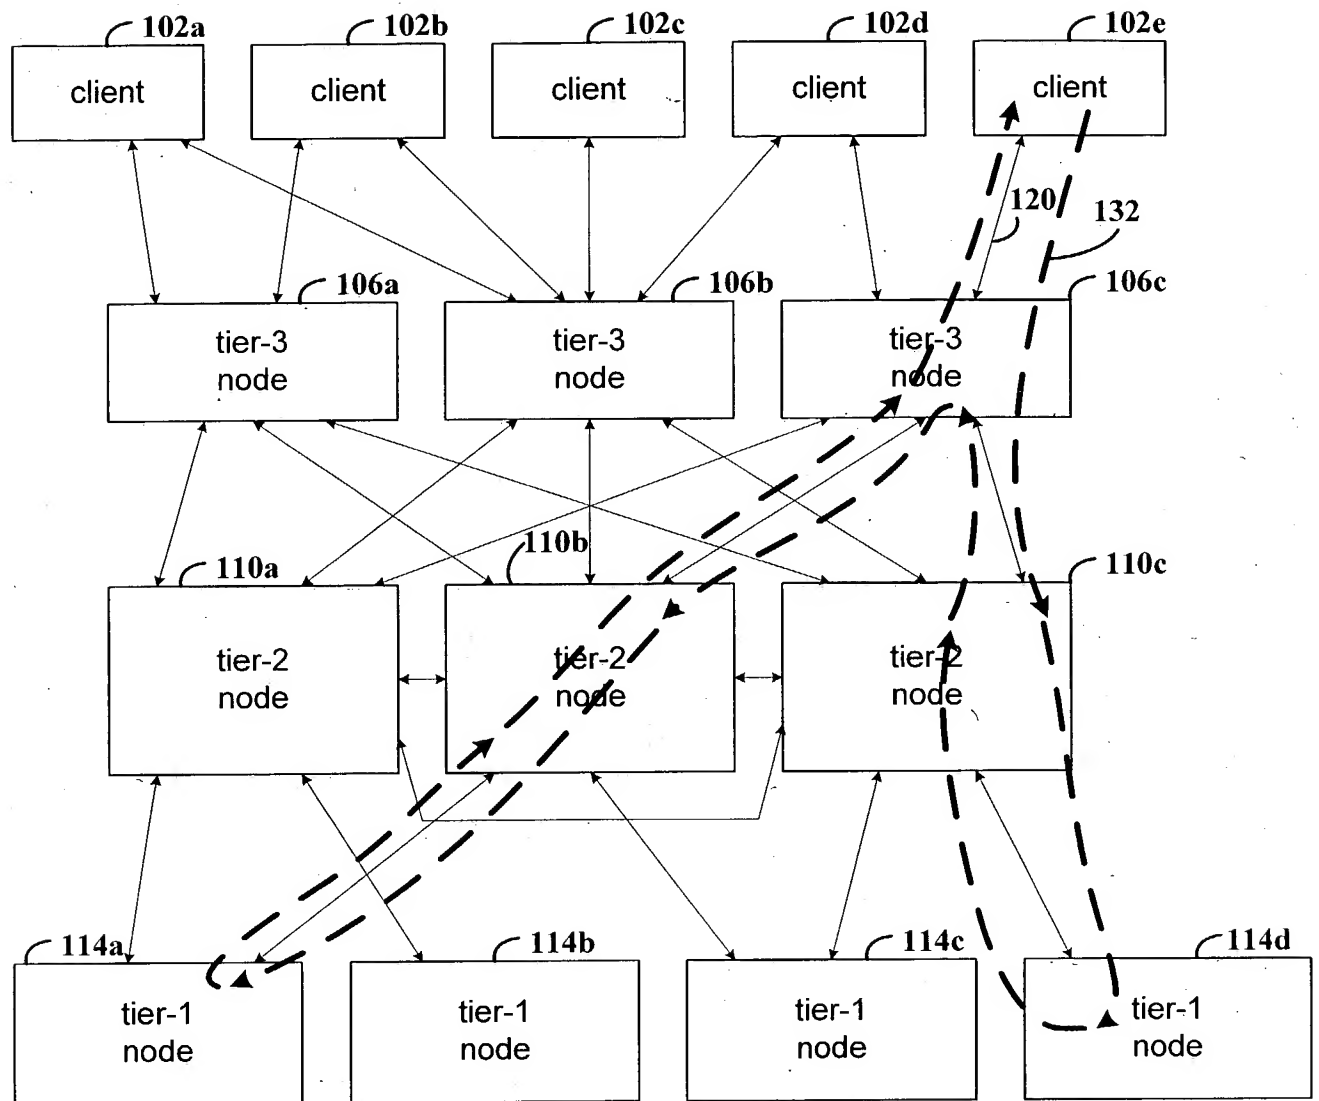 102a
102b
102c
102d
102e
client
client
client
client
client
120
132
106a
106b
106c
tier-3
node
tier-3
node
tier-3
node
110a
110b
110c
tier-2
node
tier-2
node
tier-2
node
114a
114b
114c
114d
tier-1
node
tier-1
node
tier-1
node
tier-1
node